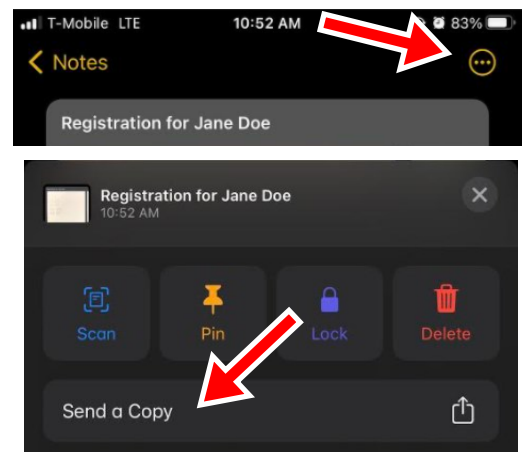 T-Mobile LTE 10:52 AM 83%
Notes
Registration for Jane Doe
Registration for Jane Doe
10:52 AM
Scan Pin Lock Delete
Send a Copy